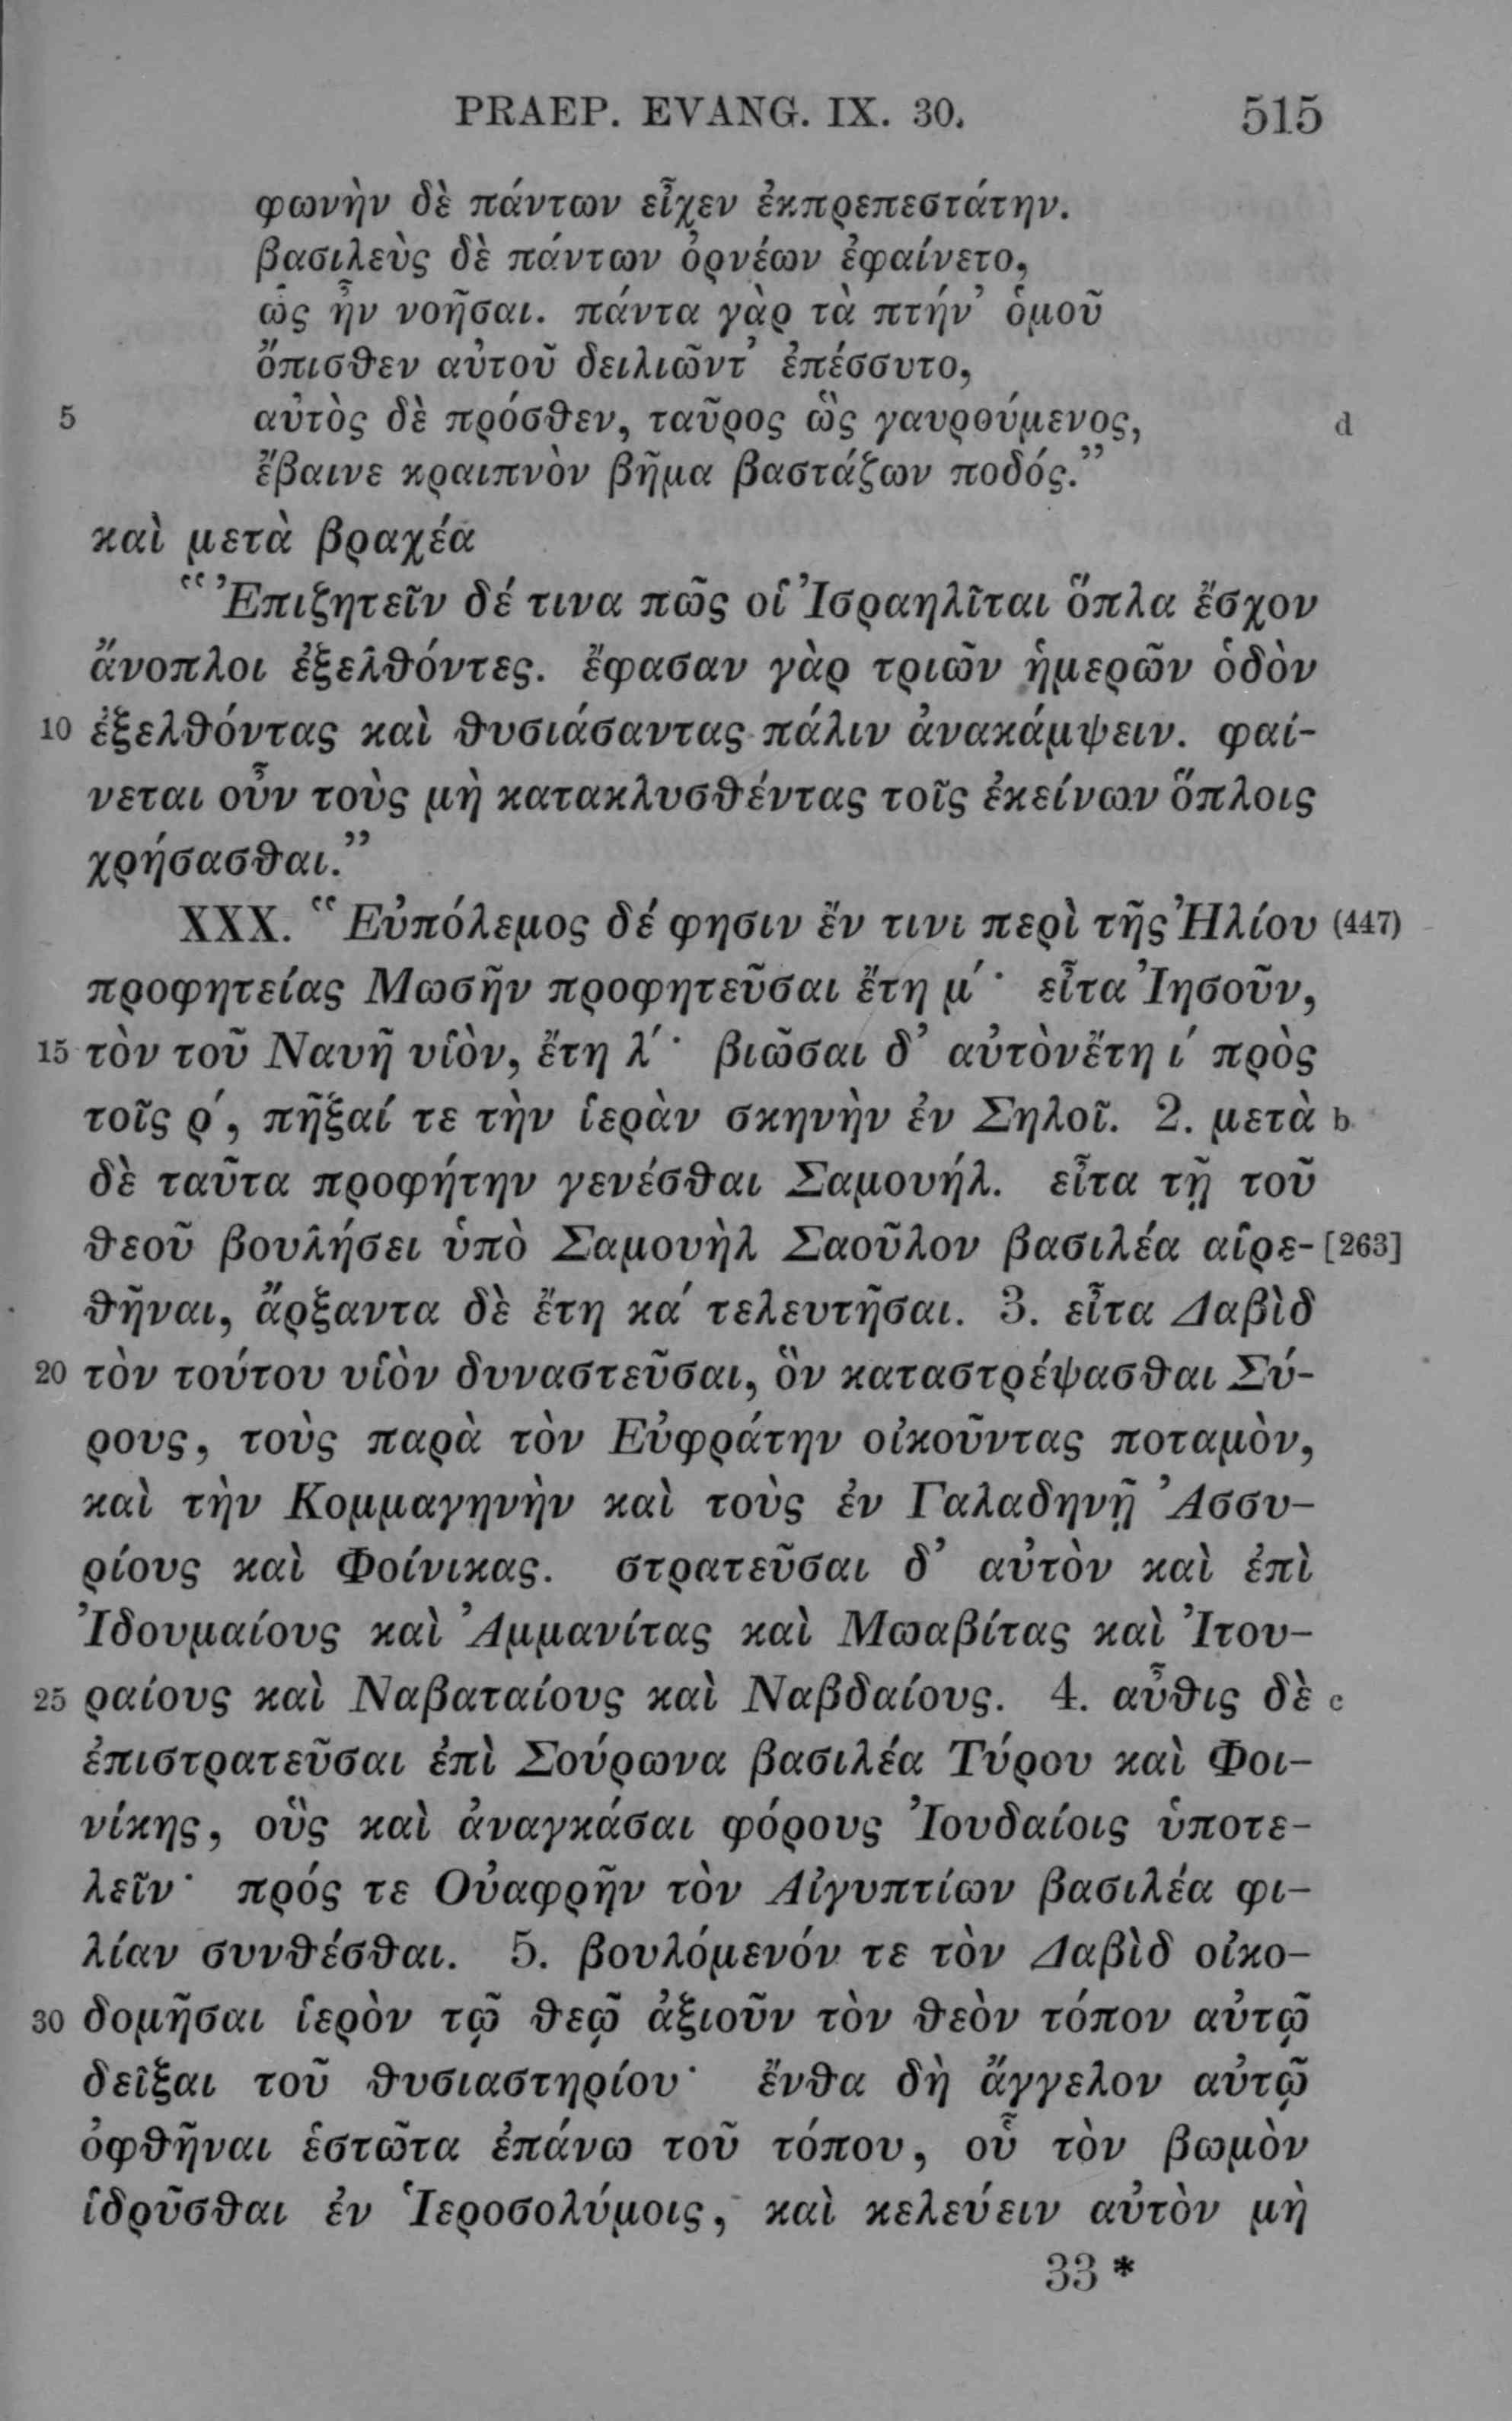 PRAEP. EVANG. IX. 30. 515
φωνὴν δὲ πάντων εἶχεν ἐκπρεπεστάτην.
βασιλεὺς δὲ πάντων ὀρνέων ἐφαίνετο,
ὡς ἦν νοῆσαι. πάντα γὰρ τὰ πτήν’ ὁμοῦ
ὄπισθεν αὐτοῦ δειλιῶντ’ ἐπέσσυτο,
5 αὐτὸς δὲ πρόσθεν, ταῦρος ὣς γαυρούμενος, d
ἔβαινε κραιπνὸν βῆμα βαστάζων ποδός.”
καὶ μετὰ βραχέα
“Ἐπιζητεῖν δέ τινα πῶς οἱ Ἰσραηλῖται ὅπλα ἔσχον
ἄνοπλοι ἐξελθόντες. ἔφασαν γὰρ τριῶν ἡμερῶν ὁδὸν
10 ἐξελθόντας καὶ θυσιάσαντας πάλιν ἀνακάμψειν. φαί-
νεται οὖν τοὺς μὴ κατακλυσθέντας τοῖς ἐκείνων ὅπλοις
χρήσασθαι.”
XXX. “Εὐπόλεμος δέ φησιν ἔν τινι περὶ τῆς Ἠλίου (447)
προφητείας Μωσῆν προφητεῦσαι ἔτη μ´· εἶτα Ἰησοῦν,
15 τὸν τοῦ Ναυῆ υἱὸν, ἔτη λ´· βιῶσαι δ’ αὐτὸν ἔτη ι´ πρὸς
τοῖς ρ´, πῆξαί τε τὴν ἱερὰν σκηνὴν ἐν Σηλοῖ. 2. μετὰ b
δὲ ταῦτα προφήτην γενέσθαι Σαμουήλ. εἶτα τῇ τοῦ
θεοῦ βουλήσει ὑπὸ Σαμουὴλ Σαοῦλον βασιλέα αἱρε- [263]
θῆναι, ἄρξαντα δὲ ἔτη κα´ τελευτῆσαι. 3. εἶτα Δαβὶδ
20 τὸν τούτου υἱὸν δυναστεῦσαι, ὃν καταστρέψασθαι Σύ-
ρους, τοὺς παρὰ τὸν Εὐφράτην οἰκοῦντας ποταμὸν,
καὶ τὴν Κομμαγηνὴν καὶ τοὺς ἐν Γαλαδηνῇ Ἀσσυ-
ρίους καὶ Φοίνικας. στρατεῦσαι δ’ αὐτὸν καὶ ἐπὶ
Ἰδουμαίους καὶ Ἀμμανίτας καὶ Μωαβίτας καὶ Ἰτου-
25 ραίους καὶ Ναβαταίους καὶ Ναβδαίους. 4. αὖθις δὲ c
ἐπιστρατεῦσαι ἐπὶ Σούρωνα βασιλέα Τύρου καὶ Φοι-
νίκης, οὓς καὶ ἀναγκάσαι φόρους Ἰουδαίοις ὑποτε-
λεῖν· πρός τε Οὐαφρῆν τὸν Αἰγυπτίων βασιλέα φι-
λίαν συνθέσθαι. 5. βουλόμενόν τε τὸν Δαβὶδ οἰκο-
30 δομῆσαι ἱερὸν τῷ θεῷ ἀξιοῦν τὸν θεὸν τόπον αὐτῷ
δεῖξαι τοῦ θυσιαστηρίου· ἔνθα δὴ ἄγγελον αὐτῷ
ὀφθῆναι ἑστῶτα ἐπάνω τοῦ τόπου, οὗ τὸν βωμὸν
ἱδρῦσθαι ἐν Ἱεροσολύμοις, καὶ κελεύειν αὐτὸν μὴ
33*